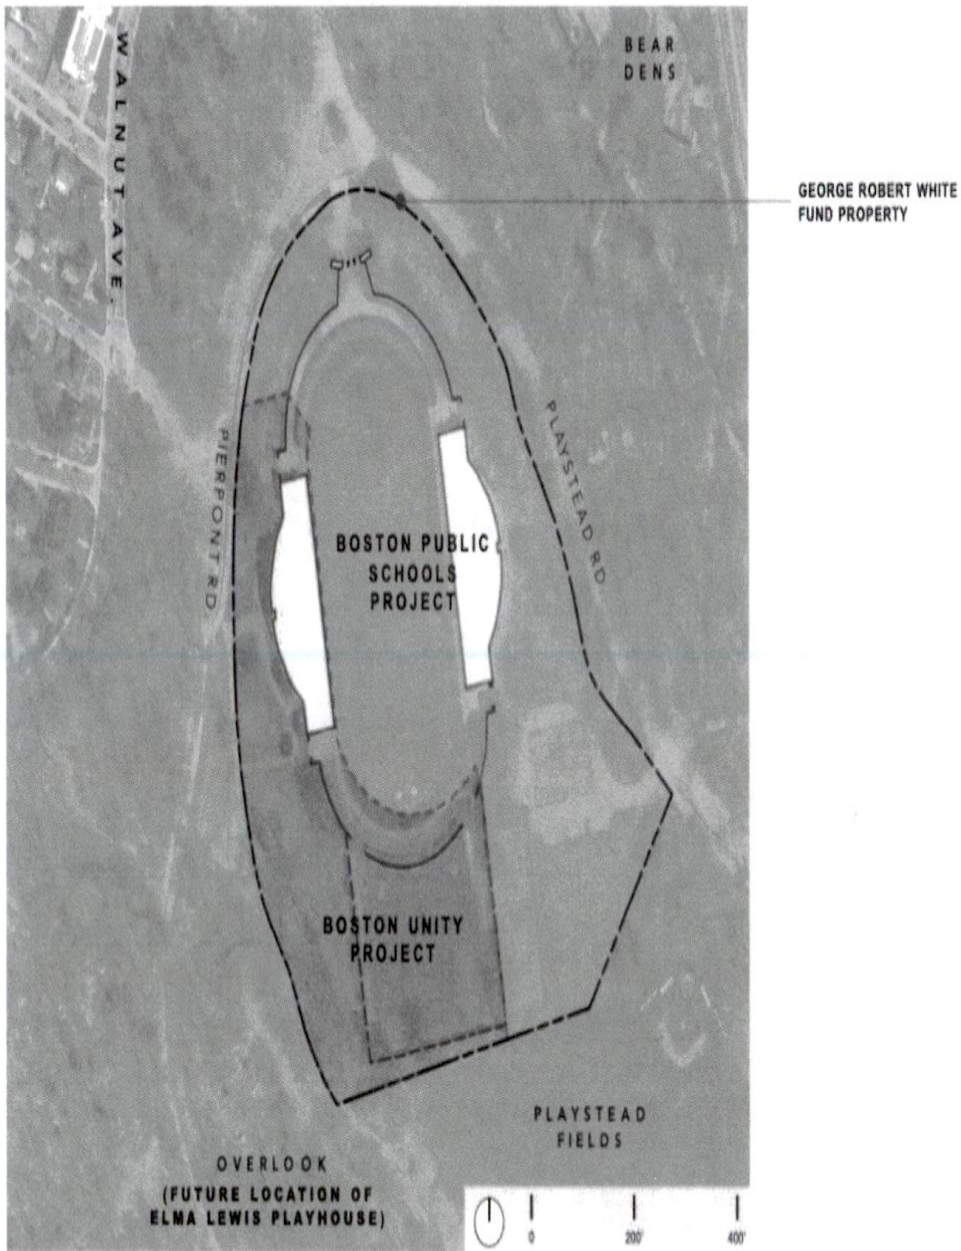 BEAR
DENS
WALNUT AVE.
GEORGE ROBERT WHITE
FUND PROPERTY
PIERPONT RD.
PLAYSTEAD RD
BOSTON PUBLIC
SCHOOLS
PROJECT
BOSTON UNITY
PROJECT
PLAYSTEAD
FIELDS
OVERLOOK
(FUTURE LOCATION OF
ELMA LEWIS PLAYHOUSE)
0 200' 400'